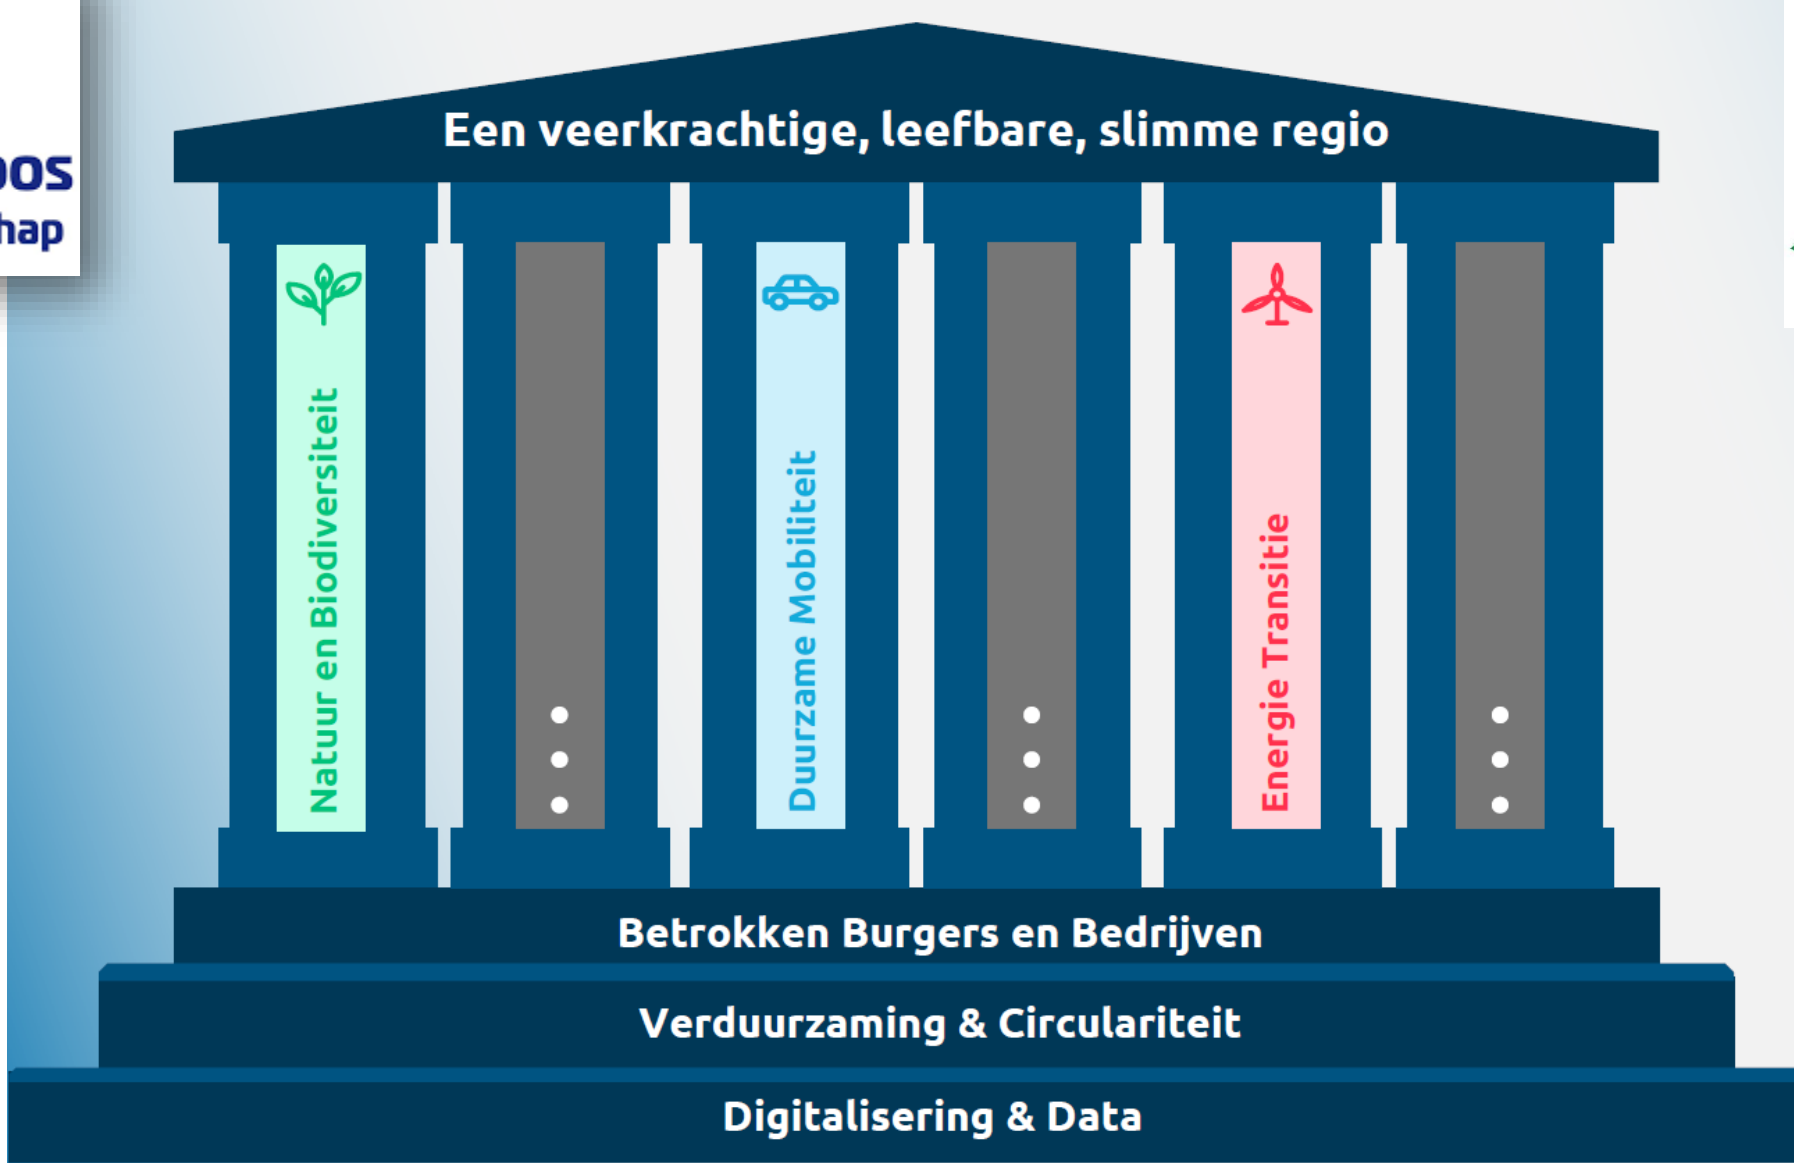 Een veerkrachtige, leefbare, slimme regio
Natuur en Biodiversiteit
Duurzame Mobiliteit
Energie Transitie
Betrokken Burgers en Bedrijven
Verduurzaming & Circulariteit
Digitalisering & Data